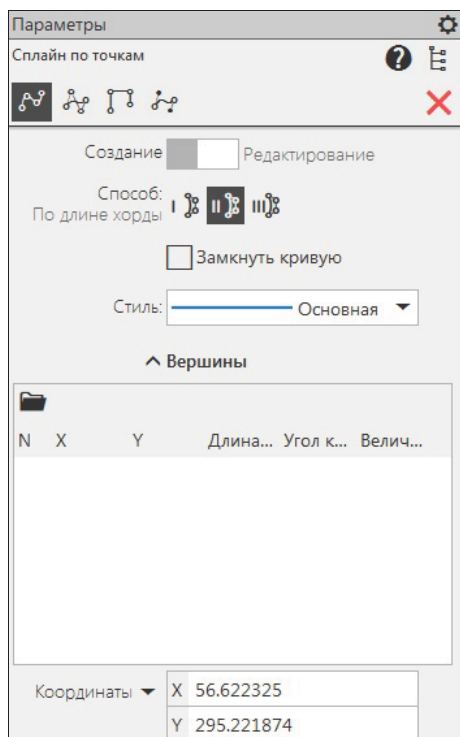 Параметры
Сплайн по точкам
Создание Редактирование
Способ:
По длине хорды
Замкнуть кривую
Стиль: Основная
Вершины
N X Y Длина... Угол к... Велич...
Координаты X 56.622325
Y 295.221874